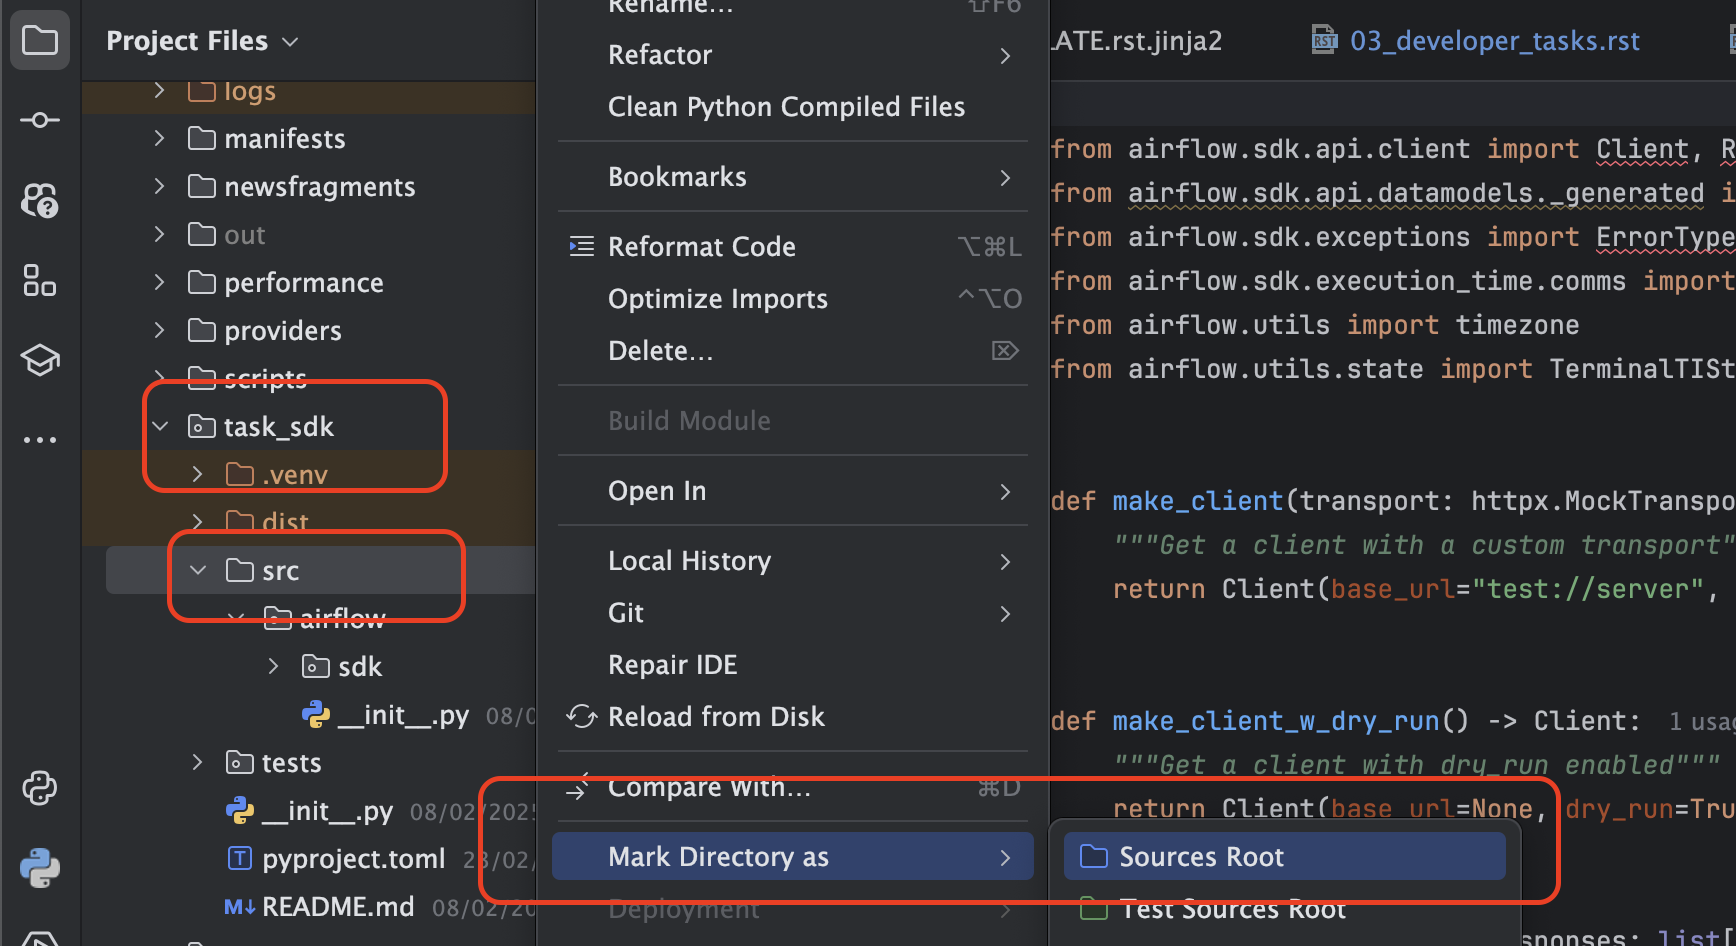 Project Files
logs
manifests
newsfragments
out
performance
providers
scripts
task_sdk
.venv
dist
src
airflow
sdk
__init__.py 08/0
tests
__init__.py 08/02/2025
pyproject.toml 23/02/
README.md 08/02/20
Rename… ⇧F6
Refactor
Clean Python Compiled Files
Bookmarks
Reformat Code ⌥⌘L
Optimize Imports ^⌥O
Delete… ⌦
Build Module
Open In
Local History
Git
Repair IDE
Reload from Disk
Compare With… ⌘D
Mark Directory as
Deployment
Sources Root
Test Sources Root
LATE.rst.jinja2
RST 03_developer_tasks.rst
from airflow.sdk.api.client import Client, R
from airflow.sdk.api.datamodels._generated i
from airflow.sdk.exceptions import ErrorType
from airflow.sdk.execution_time.comms import
from airflow.utils import timezone
from airflow.utils.state import TerminalTISt
def make_client(transport: httpx.MockTranspo
"""Get a client with a custom transport"
return Client(base_url="test://server",
def make_client_w_dry_run() -> Client: 1 usag
"""Get a client with dry_run enabled"""
return Client(base_url=None, dry_run=Tru
sponses: list[